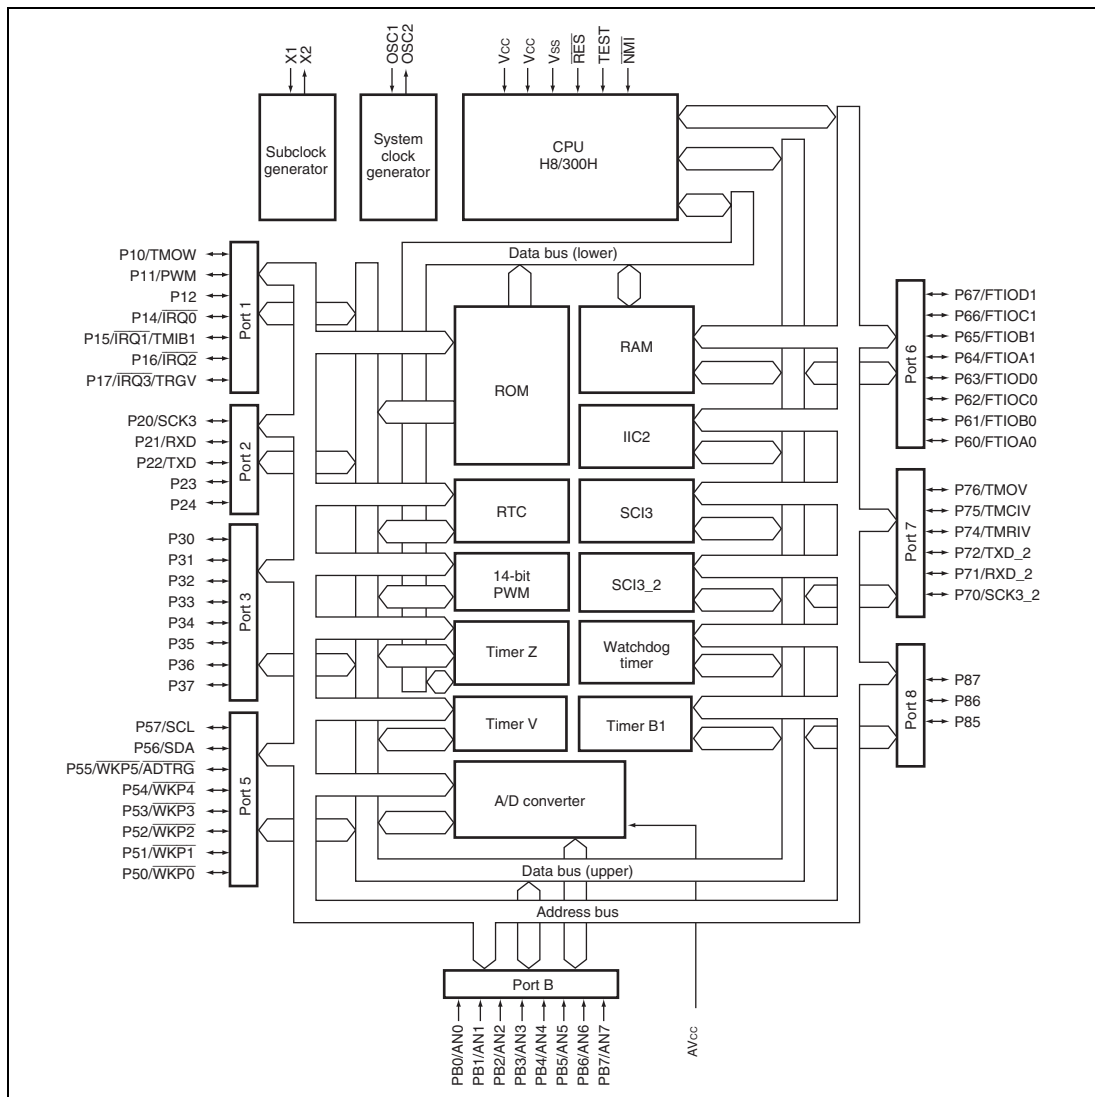 X1
X2
OSC1
OSC2
VCC
VCC
VSS
RES
TEST
NMI
Subclock
generator
System
clock
generator
CPU
H8/300H
Data bus (lower)
P10/TMOW
P11/PWM
P12
P14/IRQ0
P15/IRQ1/TMIB1
P16/IRQ2
P17/IRQ3/TRGV
Port 1
P20/SCK3
P21/RXD
P22/TXD
P23
P24
Port 2
P30
P31
P32
P33
P34
P35
P36
P37
Port 3
P57/SCL
P56/SDA
P55/WKP5/ADTRG
P54/WKP4
P53/WKP3
P52/WKP2
P51/WKP1
P50/WKP0
Port 5
ROM
RAM
IIC2
RTC
SCI3
14-bit
PWM
SCI3_2
Timer Z
Watchdog
timer
Timer V
Timer B1
A/D converter
Port 6
P67/FTIOD1
P66/FTIOC1
P65/FTIOB1
P64/FTIOA1
P63/FTIOD0
P62/FTIOC0
P61/FTIOB0
P60/FTIOA0
Port 7
P76/TMOV
P75/TMCIV
P74/TMRIV
P72/TXD_2
P71/RXD_2
P70/SCK3_2
Port 8
P87
P86
P85
Data bus (upper)
Address bus
Port B
PB0/AN0
PB1/AN1
PB2/AN2
PB3/AN3
PB4/AN4
PB5/AN5
PB6/AN6
PB7/AN7
AVCC